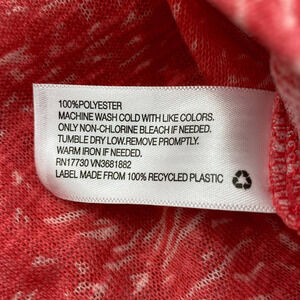 100%POLYESTER
MACHINE WASH COLD WITH LIKE COLORS.
ONLY NON-CHLORINE BLEACH IF NEEDED.
TUMBLE DRY LOW.REMOVE PROMPTLY.
WARM IRON IF NEEDED.
RN17730 VN3681882
LABEL MADE FROM 100% RECYCLED PLASTIC